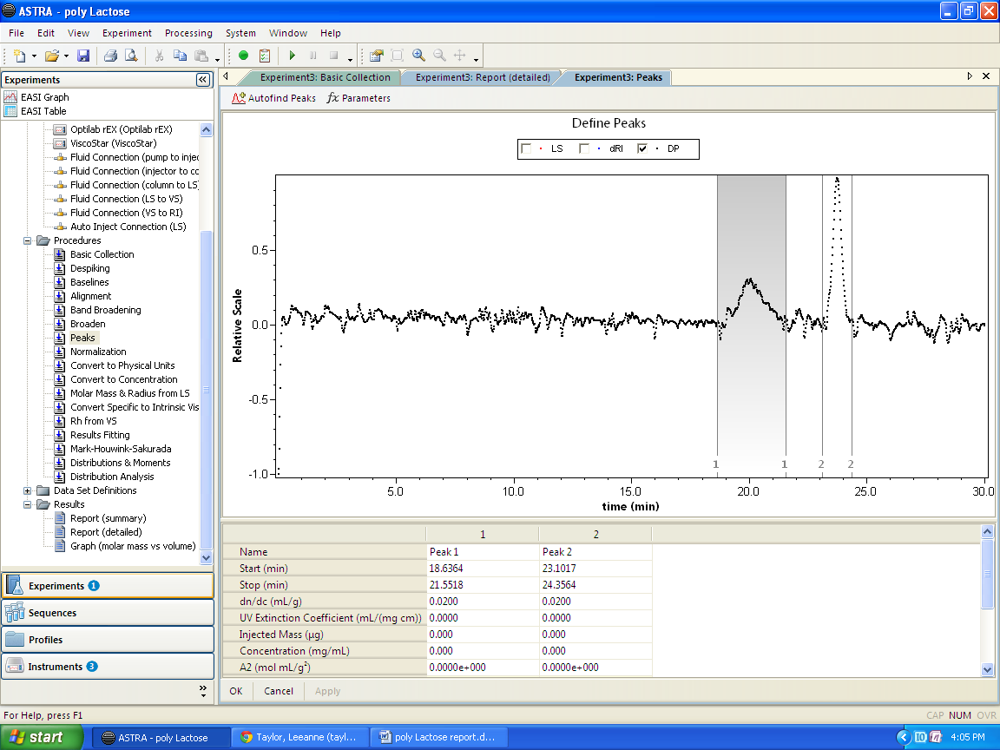 ASTRA - poly Lactose
File Edit View Experiment Processing System Window Help
Experiments
EASI Graph
EASI Table
Optilab rEX (Optilab rEX)
ViscoStar (ViscoStar)
Fluid Connection (pump to injec
Fluid Connection (injector to co
Fluid Connection (column to LS)
Fluid Connection (LS to VS)
Fluid Connection (VS to RI)
Auto Inject Connection (LS)
Procedures
Basic Collection
Despiking
Baselines
Alignment
Band Broadening
Broaden
Peaks
Normalization
Convert to Physical Units
Convert to Concentration
Molar Mass & Radius from LS
Convert Specific to Intrinsic Vis
Rh from VS
Results Fitting
Mark-Houwink-Sakurada
Distributions & Moments
Distribution Analysis
Data Set Definitions
Results
Report (summary)
Report (detailed)
Graph (molar mass vs volume)
Experiments 1
Sequences
Profiles
Instruments 3
Experiment3: Basic Collection Experiment3: Report (detailed) Experiment3: Peaks
Autofind Peaks fx Parameters
Define Peaks
LS dRI DP
Relative Scale
0.5
0.0
-0.5
-1.0
1 1 2 2
5.0 10.0 15.0 20.0 25.0 30.0
time (min)
1 2
Name Peak 1 Peak 2
Start (min) 18.6364 23.1017
Stop (min) 21.5518 24.3564
dn/dc (mL/g) 0.0200 0.0200
UV Extinction Coefficient (mL/(mg cm)) 0.0000 0.0000
Injected Mass (µg) 0.000 0.000
Concentration (mg/mL) 0.000 0.000
A2 (mol mL/g²) 0.0000e+000 0.0000e+000
OK Cancel Apply
For Help, press F1
CAP NUM OVR
start ASTRA - poly Lactose Taylor, Leeanne (tayl... poly Lactose report.d... 4:05 PM